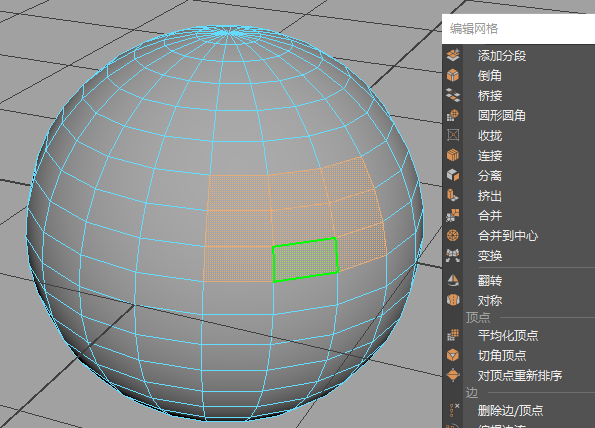 编辑网格
添加分段
倒角
桥接
圆形圆角
收拢
连接
分离
挤出
合并
合并到中心
变换
翻转
对称
顶点
平均化顶点
切角顶点
对顶点重新排序
边
删除边/顶点